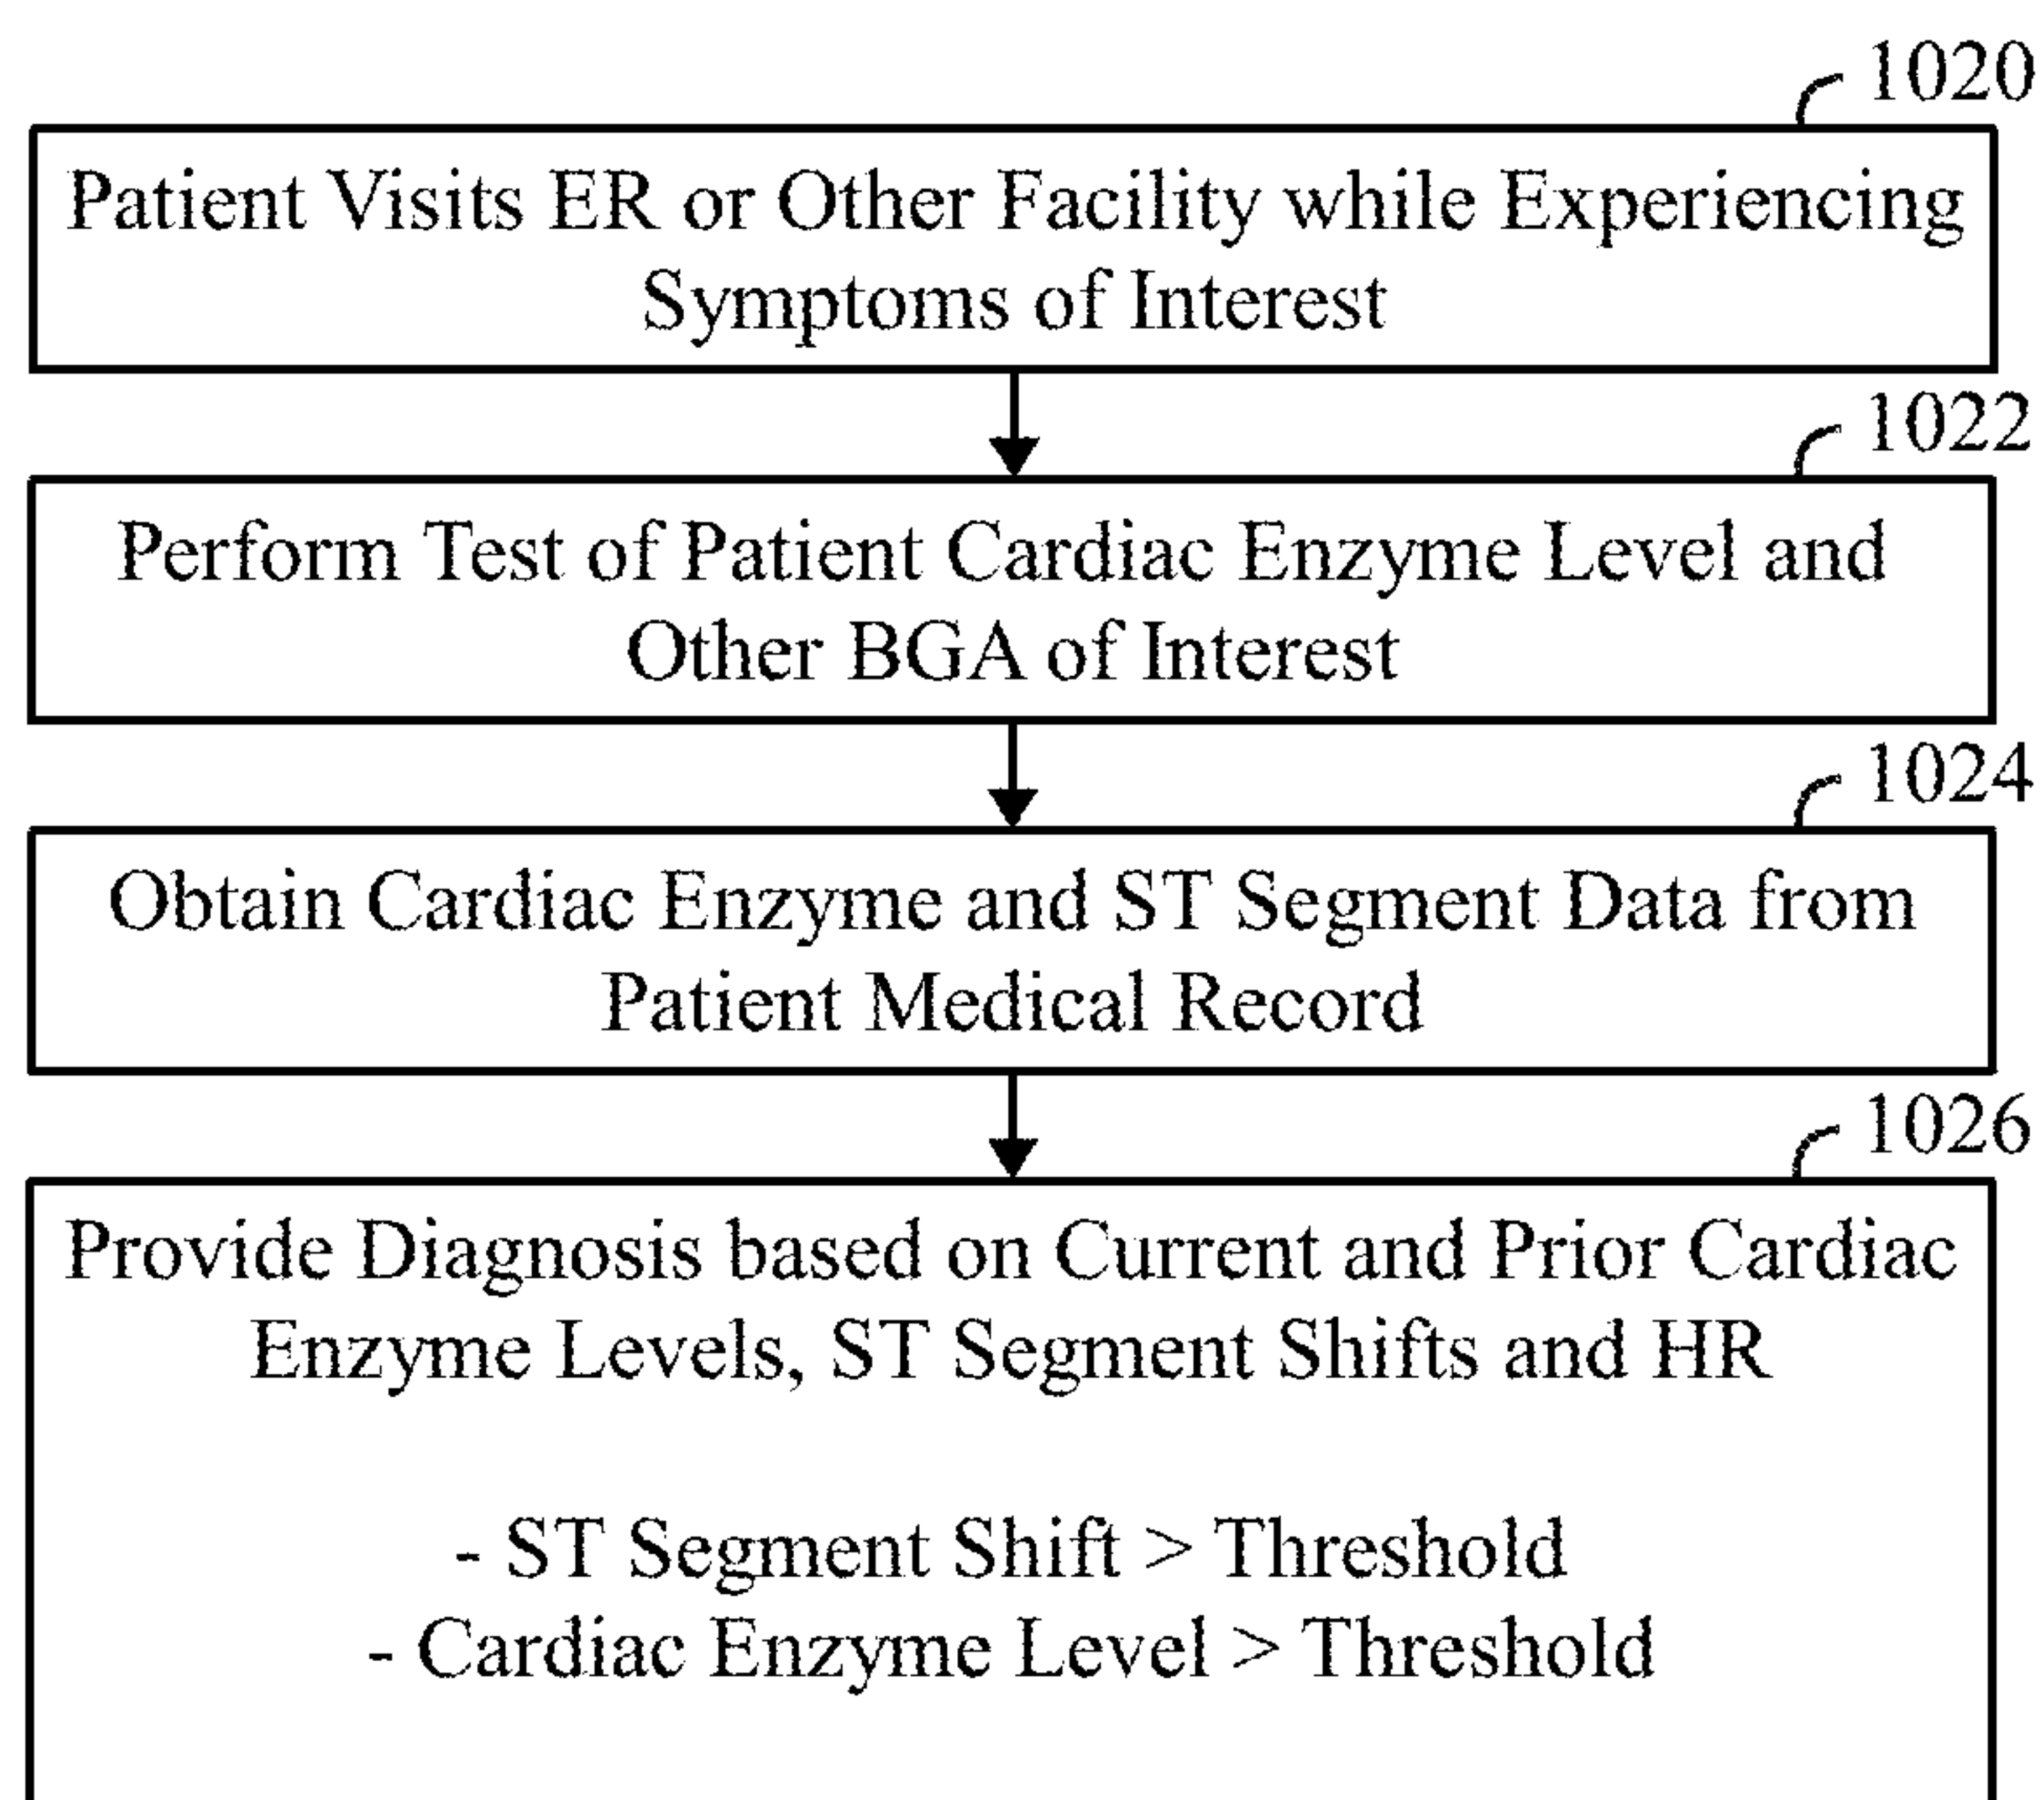 1020
Patient Visits ER or Other Facility while Experiencing
Symptoms of Interest
1022
Perform Test of Patient Cardiac Enzyme Level and
Other BGA of Interest
1024
Obtain Cardiac Enzyme and ST Segment Data from
Patient Medical Record
1026
Provide Diagnosis based on Current and Prior Cardiac
Enzyme Levels, ST Segment Shifts and HR
- ST Segment Shift > Threshold
- Cardiac Enzyme Level > Threshold